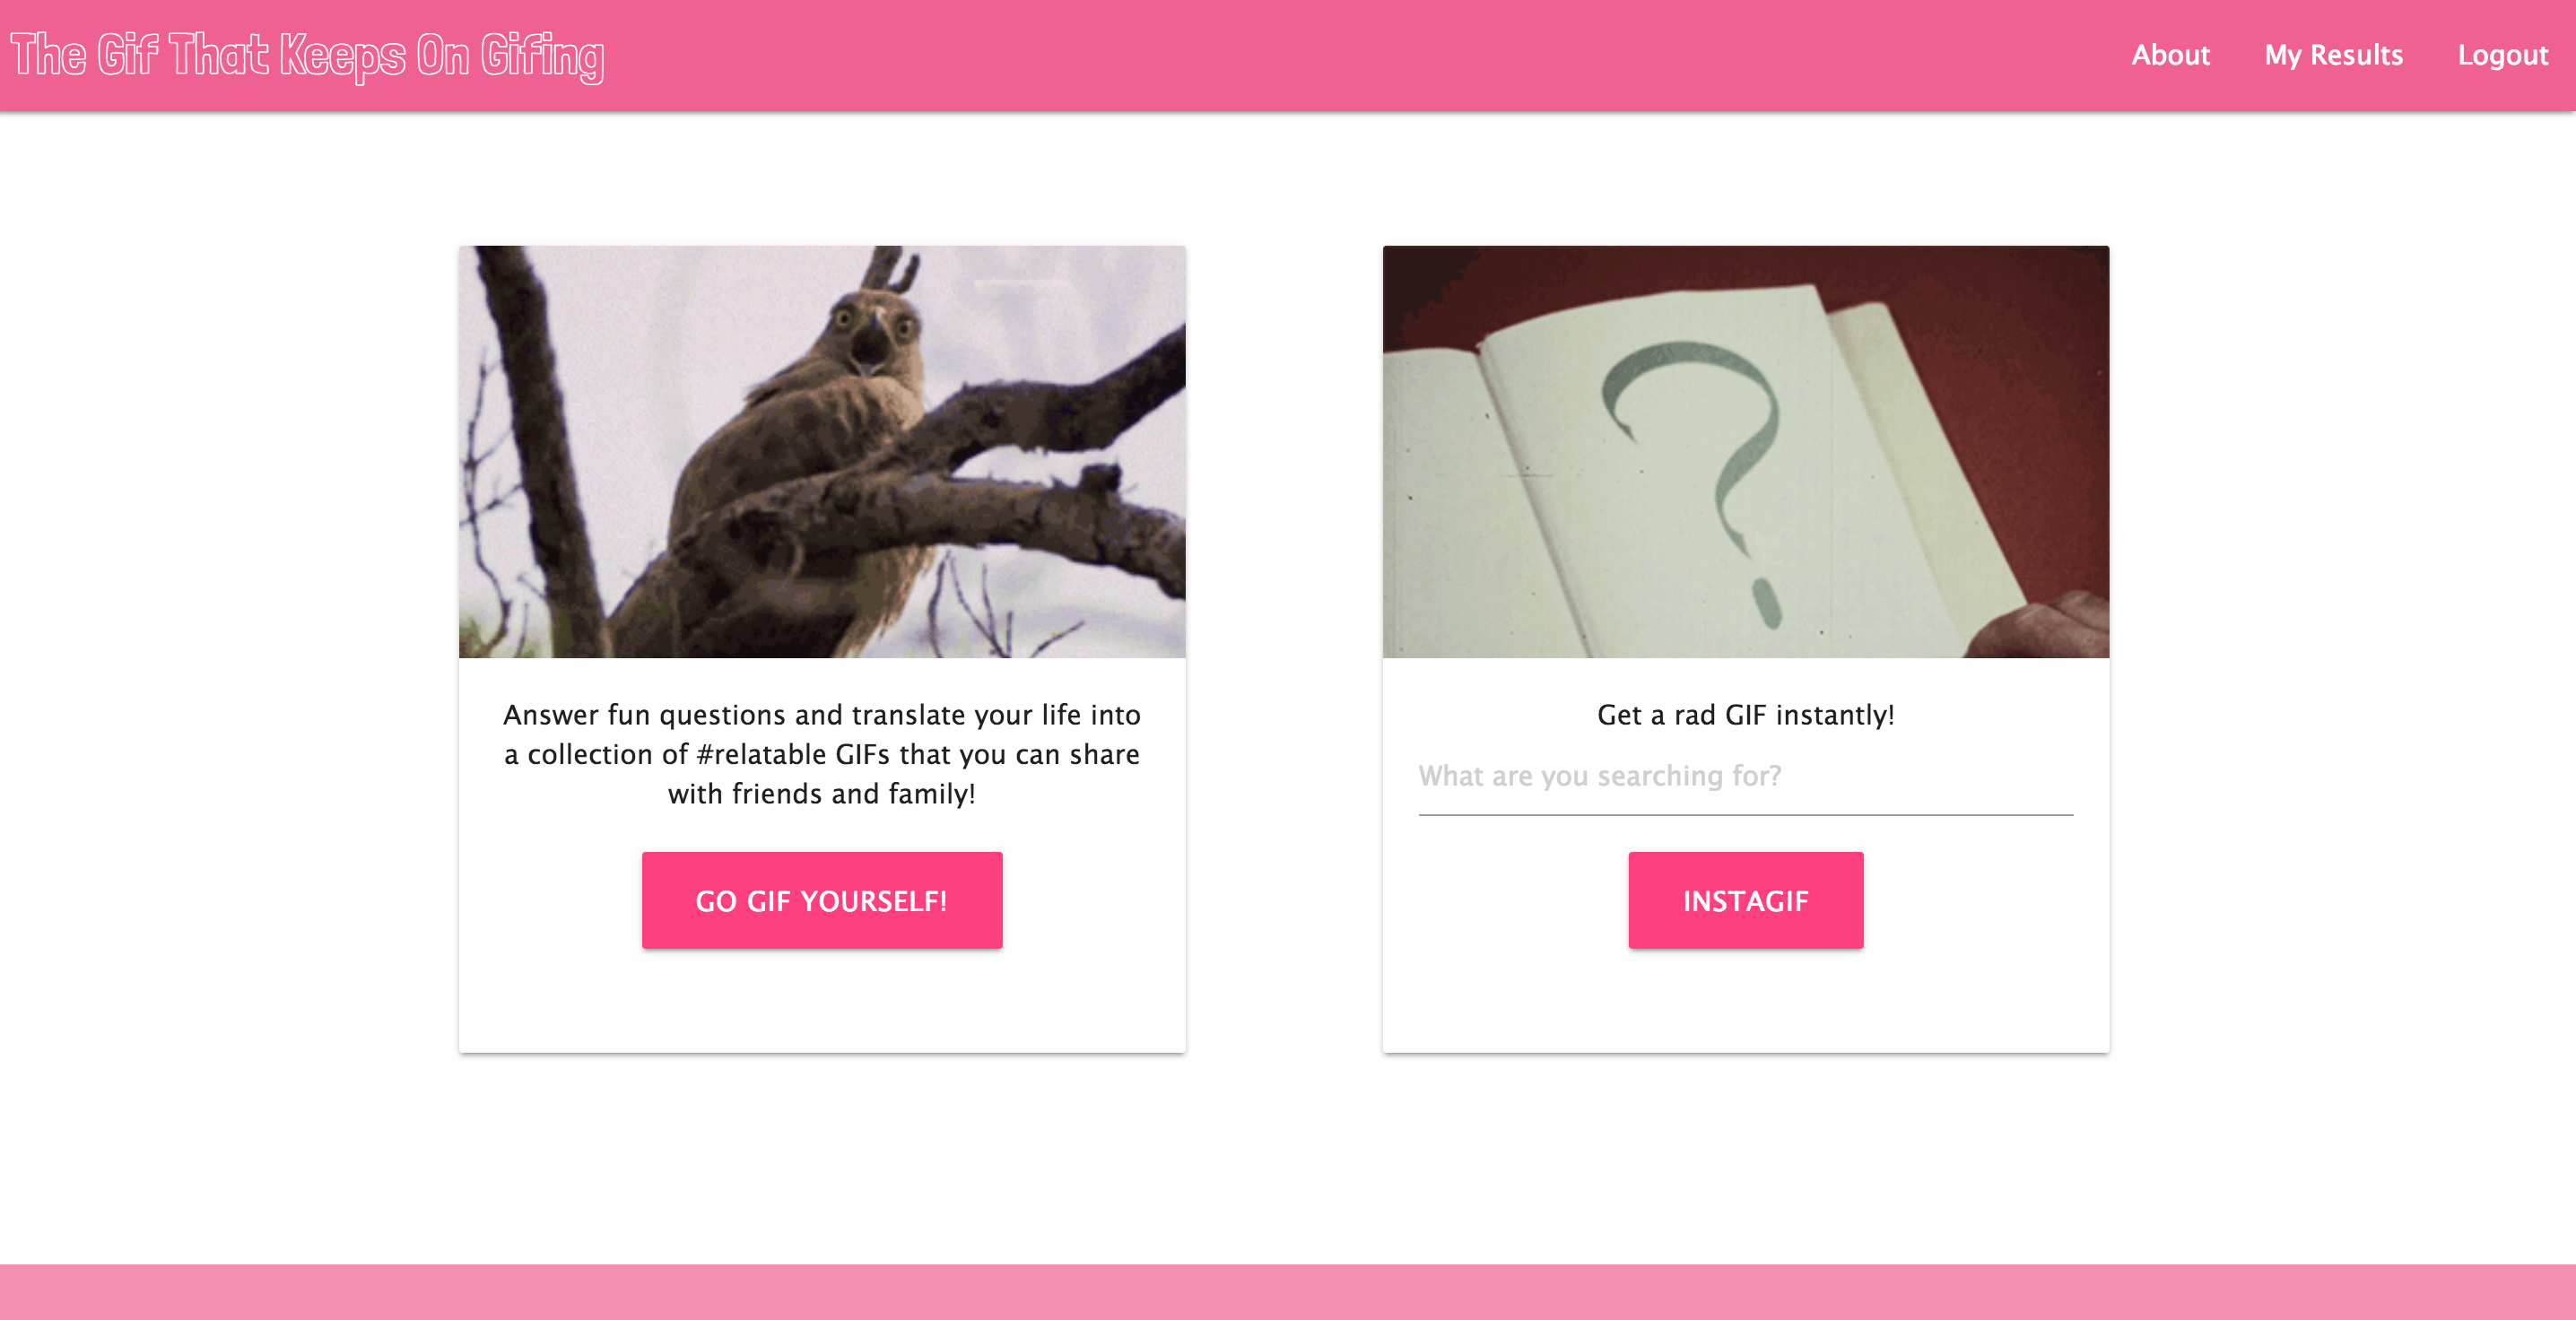 The Gif That Keeps On Gifing
About
My Results
Logout
Answer fun questions and translate your life into
a collection of #relatable GIFs that you can share
with friends and family!
GO GIF YOURSELF!
?
Get a rad GIF instantly!
What are you searching for?
INSTAGIF